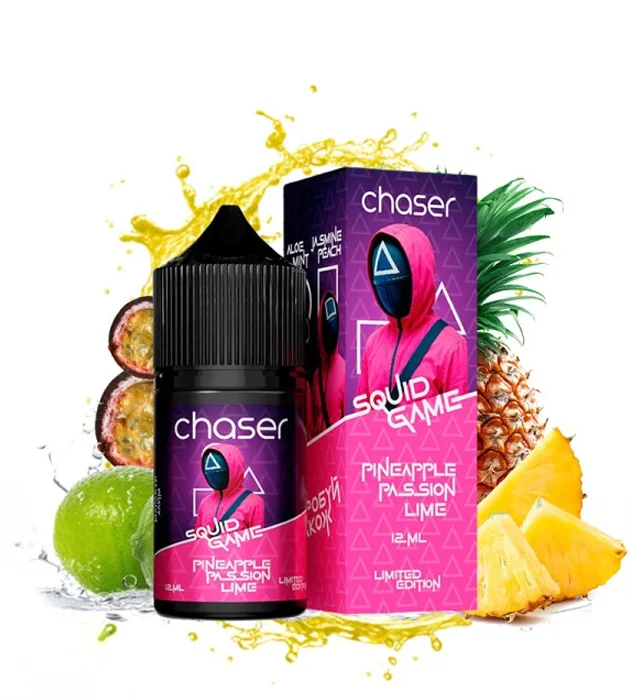 ALOE
MINT
JASMINE
PEACH
chaser
SQUID
GAME
PINEAPPLE
PASSION
LIME
12 ML
LIMITED
EDITION
chaser
SQUID
GAME
PINEAPPLE
PASSION
LIME
12 ML
LIMITED
EDITION